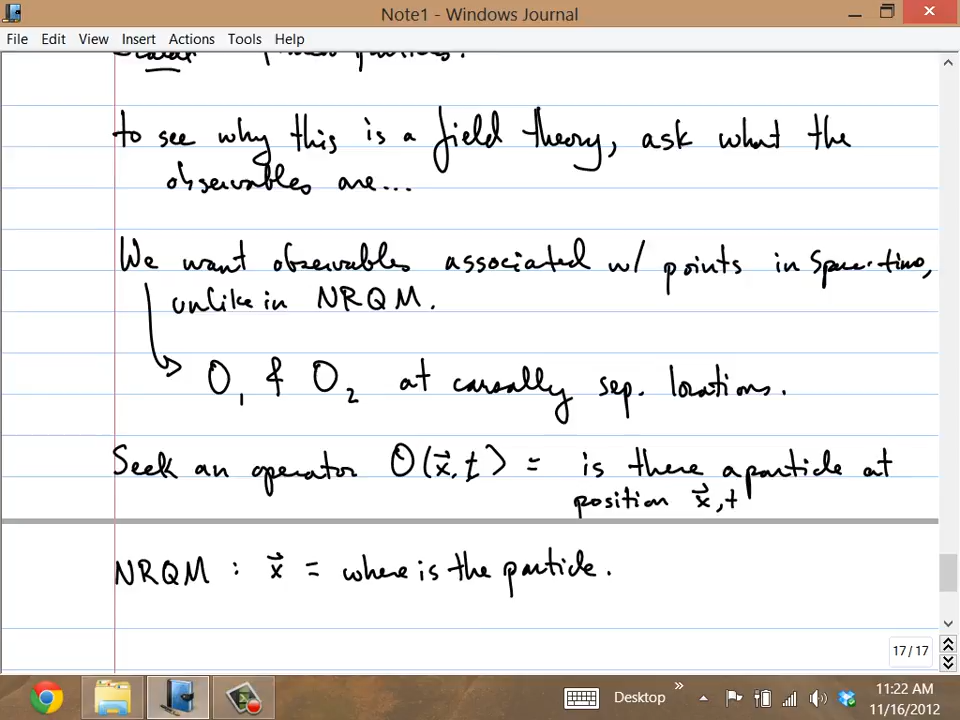 Note1 - Windows Journal
File Edit View Insert Actions Tools Help
to see why this is a field theory, ask what the
observables are...
We want observables associated w/ points in space-time,
unlike in NRQM.
O₁ & O₂ at causally sep. locations.
Seek an operator O(x⃗, t) = is there a particle at
position x⃗, t
NRQM : x⃗ = where is the particle.
17 / 17
Desktop
»
11:22 AM
11/16/2012